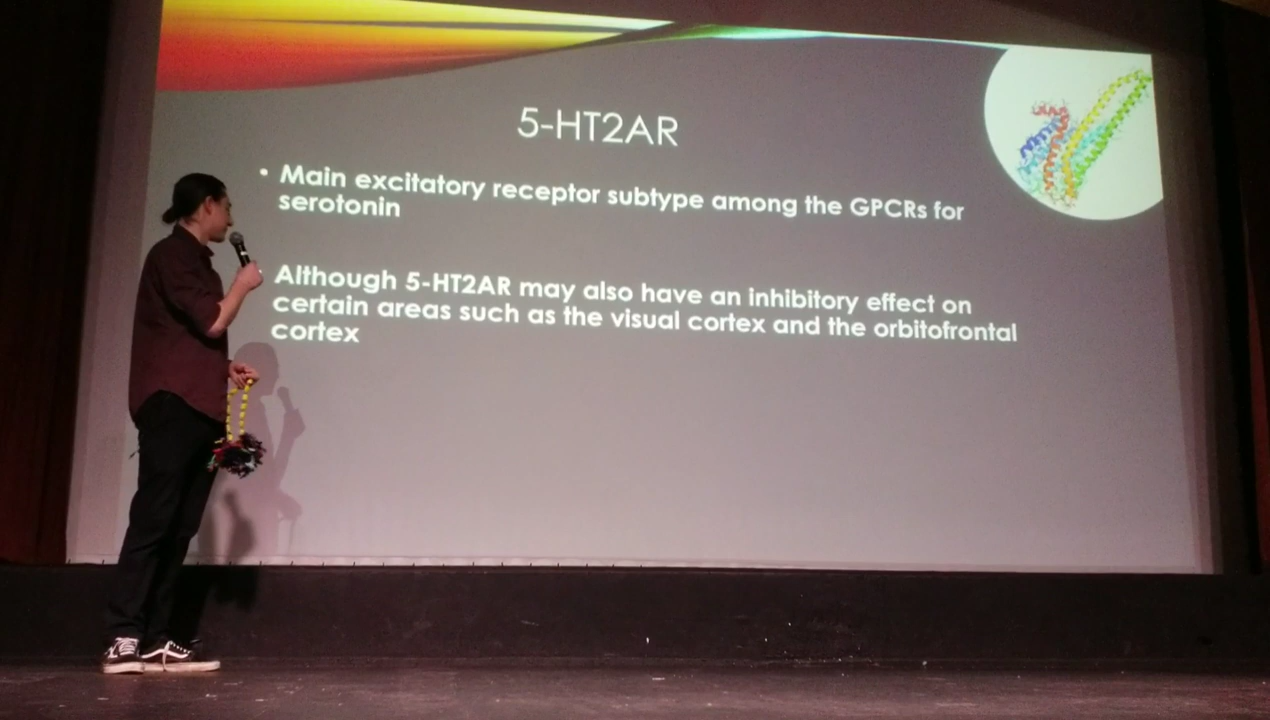 5-HT2AR
• Main excitatory receptor subtype among the GPCRs for
serotonin
Although 5-HT2AR may also have an inhibitory effect on
certain areas such as the visual cortex and the orbitofrontal
cortex